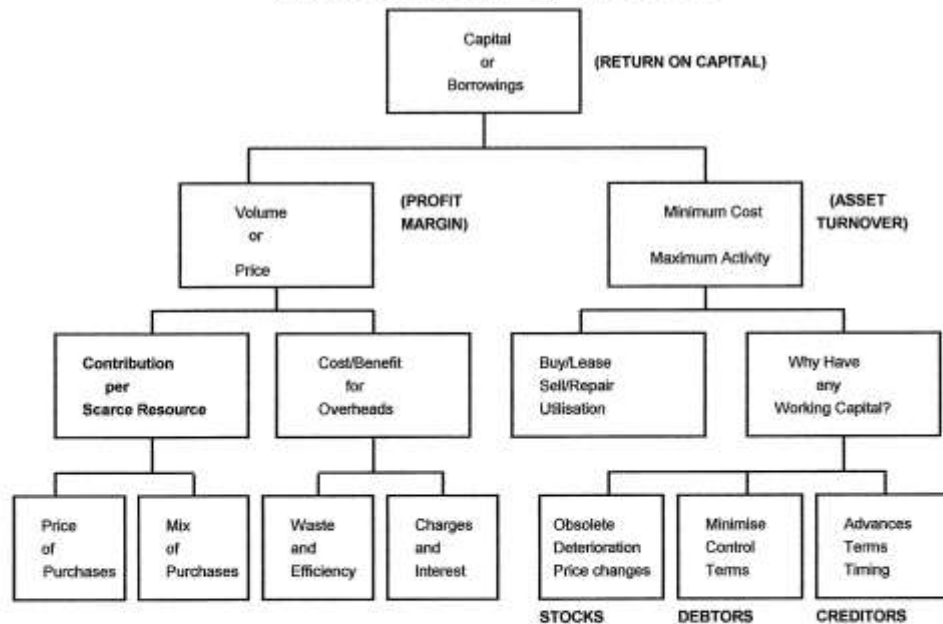 Capital
or
Borrowings
(RETURN ON CAPITAL)
Volume
or
Price
(PROFIT
MARGIN)
Minimum Cost
Maximum Activity
(ASSET
TURNOVER)
Contribution
per
Scarce Resource
Cost/Benefit
for
Overheads
Buy/Lease
Sell/Repair
Utilisation
Why Have
any
Working Capital?
Price
of
Purchases
Mix
of
Purchases
Waste
and
Efficiency
Charges
and
Interest
Obsolete
Deterioration
Price changes
Minimise
Control
Terms
Advances
Terms
Timing
STOCKS
DEBTORS
CREDITORS